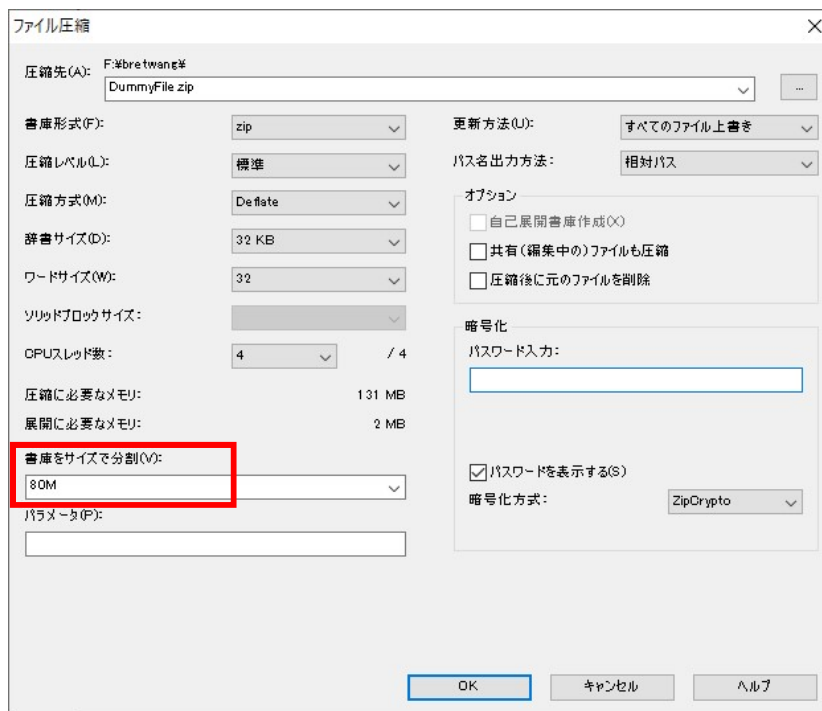 ファイル圧縮
圧縮先(A): F:¥bretwang¥
DummyFile.zip
...
書庫形式(F): zip
圧縮レベル(L): 標準
圧縮方式(M): Deflate
辞書サイズ(D): 32 KB
ワードサイズ(W): 32
ソリッドブロックサイズ:
CPUスレッド数: 4 / 4
圧縮に必要なメモリ: 131 MB
展開に必要なメモリ: 2 MB
書庫をサイズで分割(V):
80M
パラメータ(P):
更新方法(U): すべてのファイル上書き
パス名出力方法: 相対パス
オプション
自己展開書庫作成(X)
共有(編集中の)ファイルも圧縮
圧縮後に元のファイルを削除
暗号化
パスワード入力:
パスワードを表示する(S)
暗号化方式: ZipCrypto
OK キャンセル ヘルプ